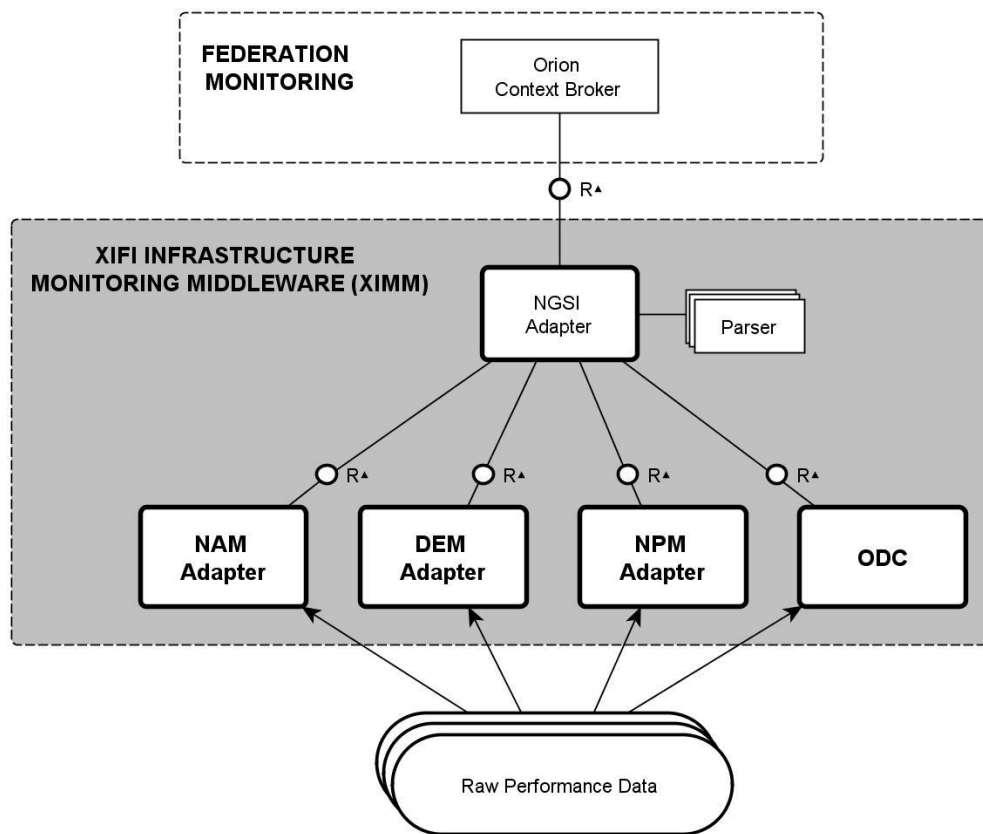 FEDERATION
MONITORING
Orion
Context Broker
R▲
XIFI INFRASTRUCTURE
MONITORING MIDDLEWARE (XIMM)
NGSI
Adapter
Parser
R▲
R▲
R▲
R▲
NAM
Adapter
DEM
Adapter
NPM
Adapter
ODC
Raw Performance Data